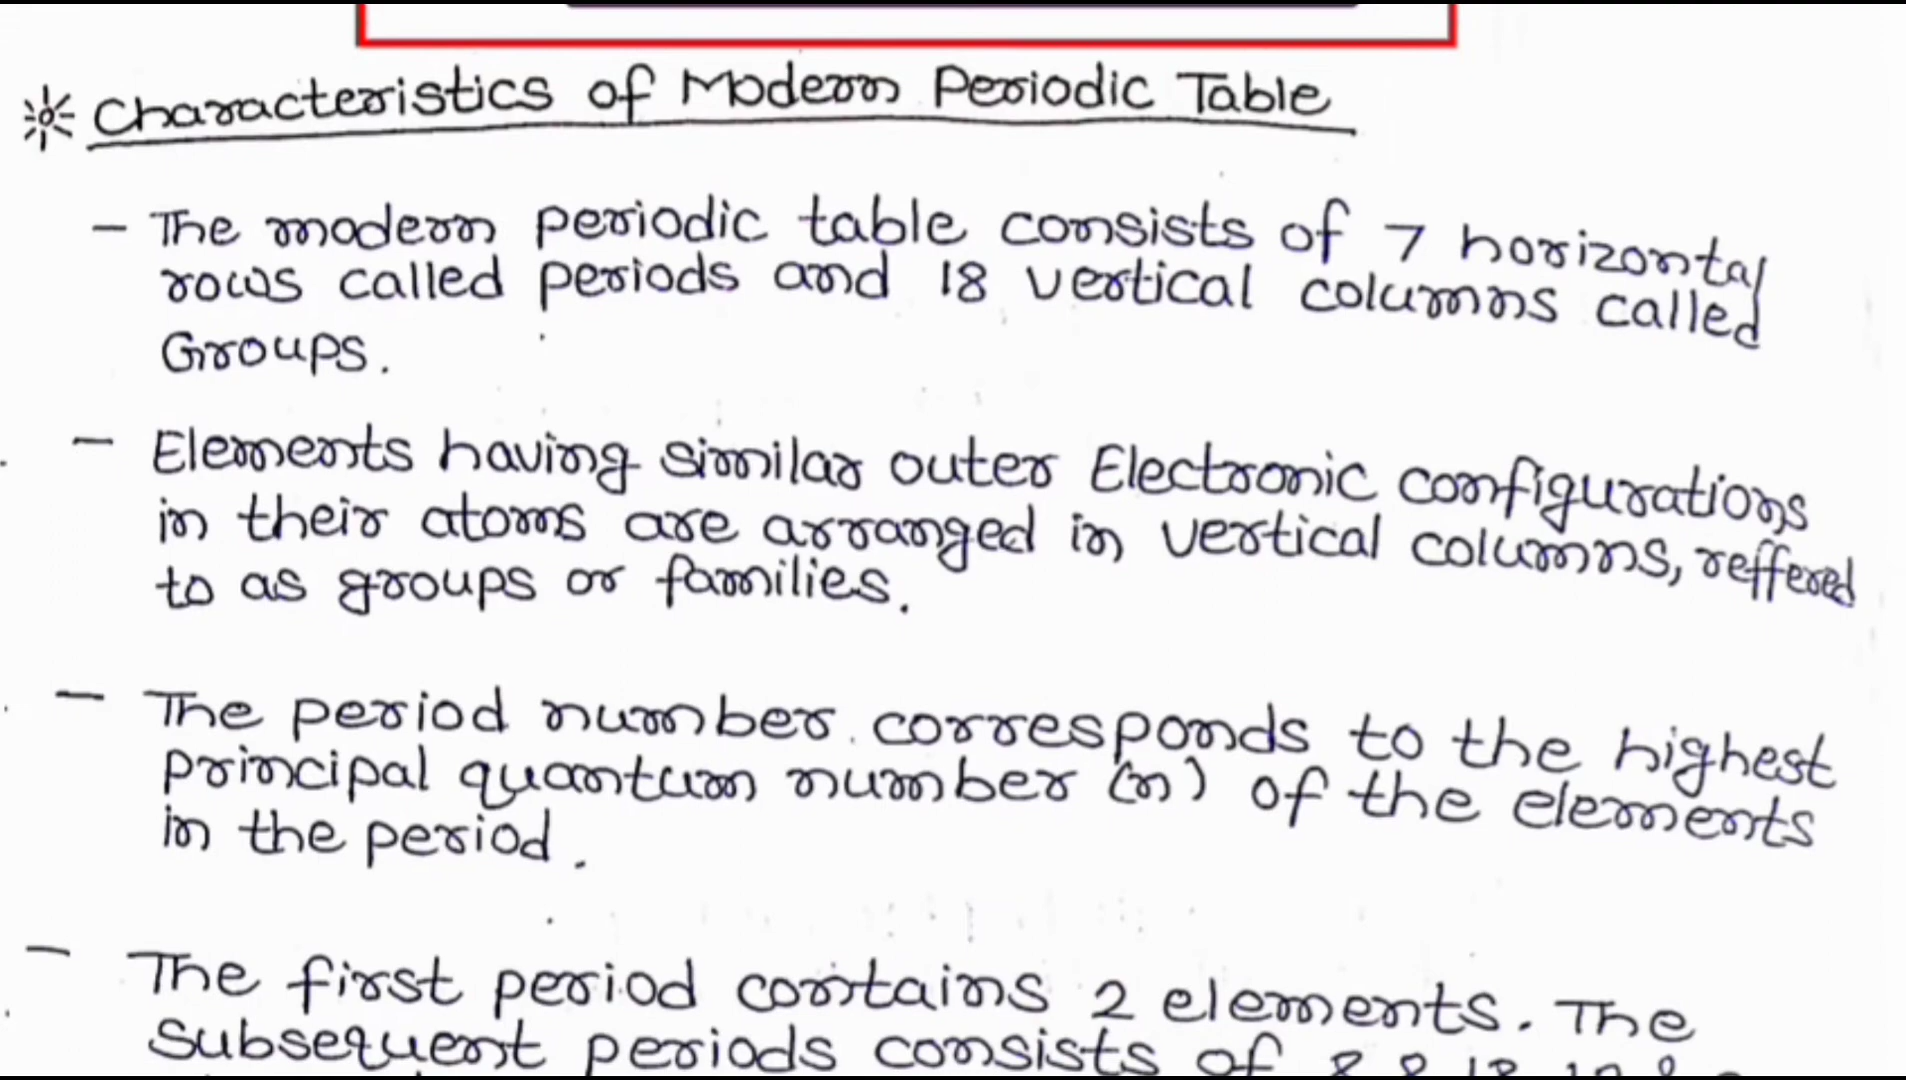 Characteristics of Modern Periodic Table
- The modern periodic table consists of 7 horizontal
rows called periods and 18 vertical columns called
Groups.
- Elements having similar outer Electronic configurations
in their atoms are arranged in vertical columns, reffered
to as groups or families.
- The period number corresponds to the highest
principal quantum number (n) of the elements
in the period.
- The first period contains 2 elements. The
subsequent periods consists of 8 8 18